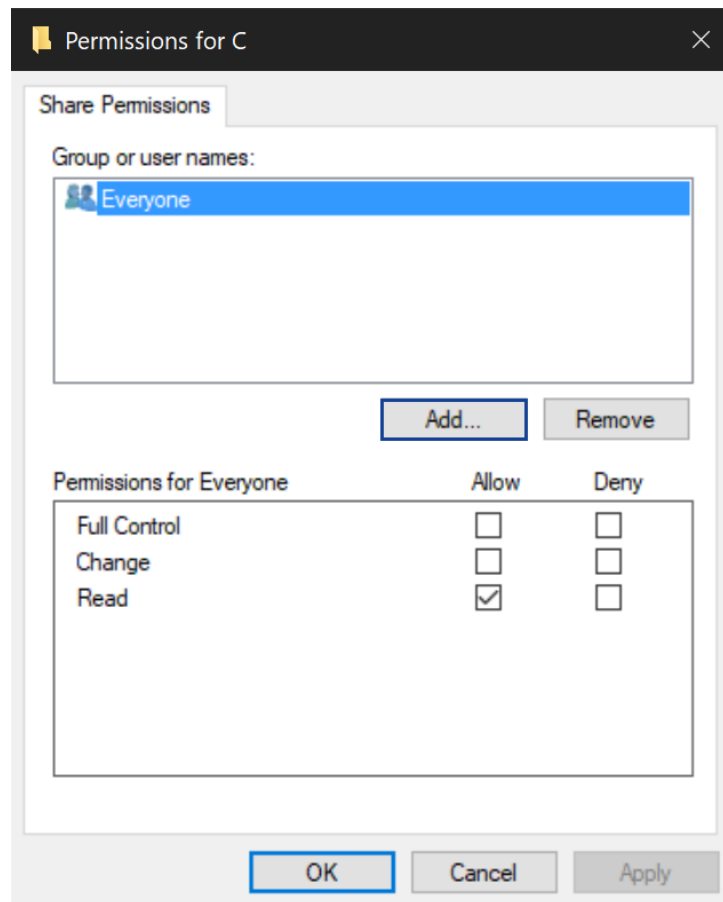 Permissions for C
Share Permissions
Group or user names:
Everyone
Add...
Remove
Permissions for Everyone Allow Deny
Full Control
Change
Read
OK
Cancel
Apply